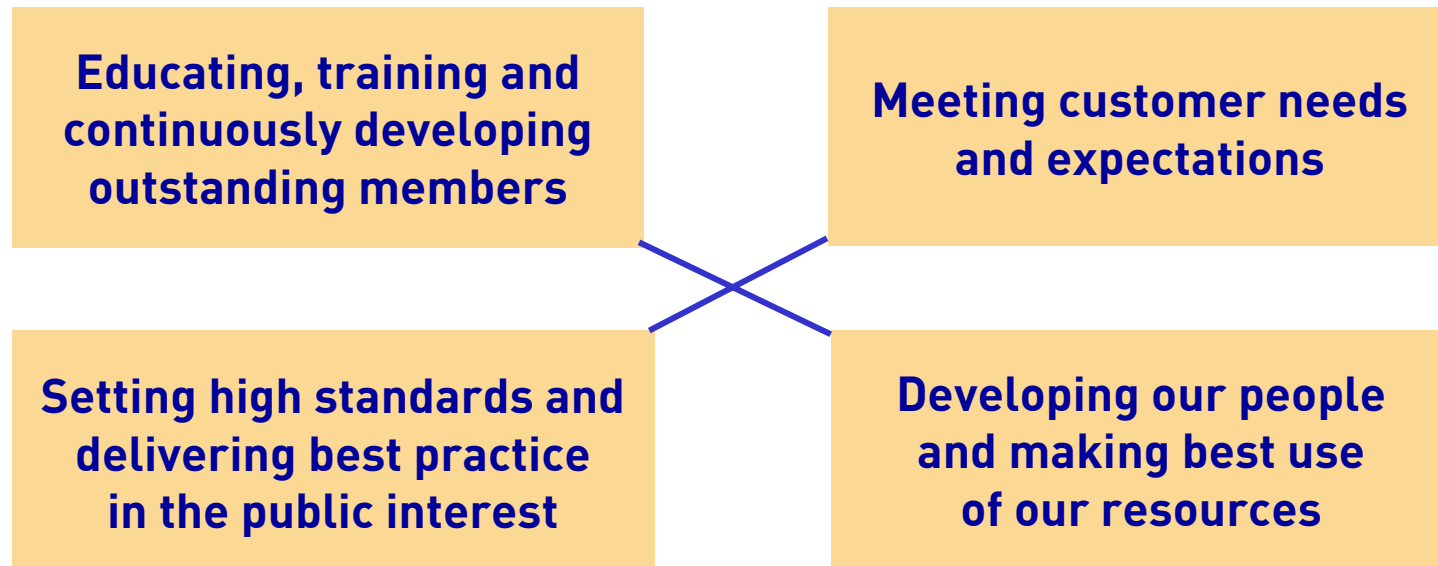 Educating, training and
continuously developing
outstanding members
Meeting customer needs
and expectations
Setting high standards and
delivering best practice
in the public interest
Developing our people
and making best use
of our resources